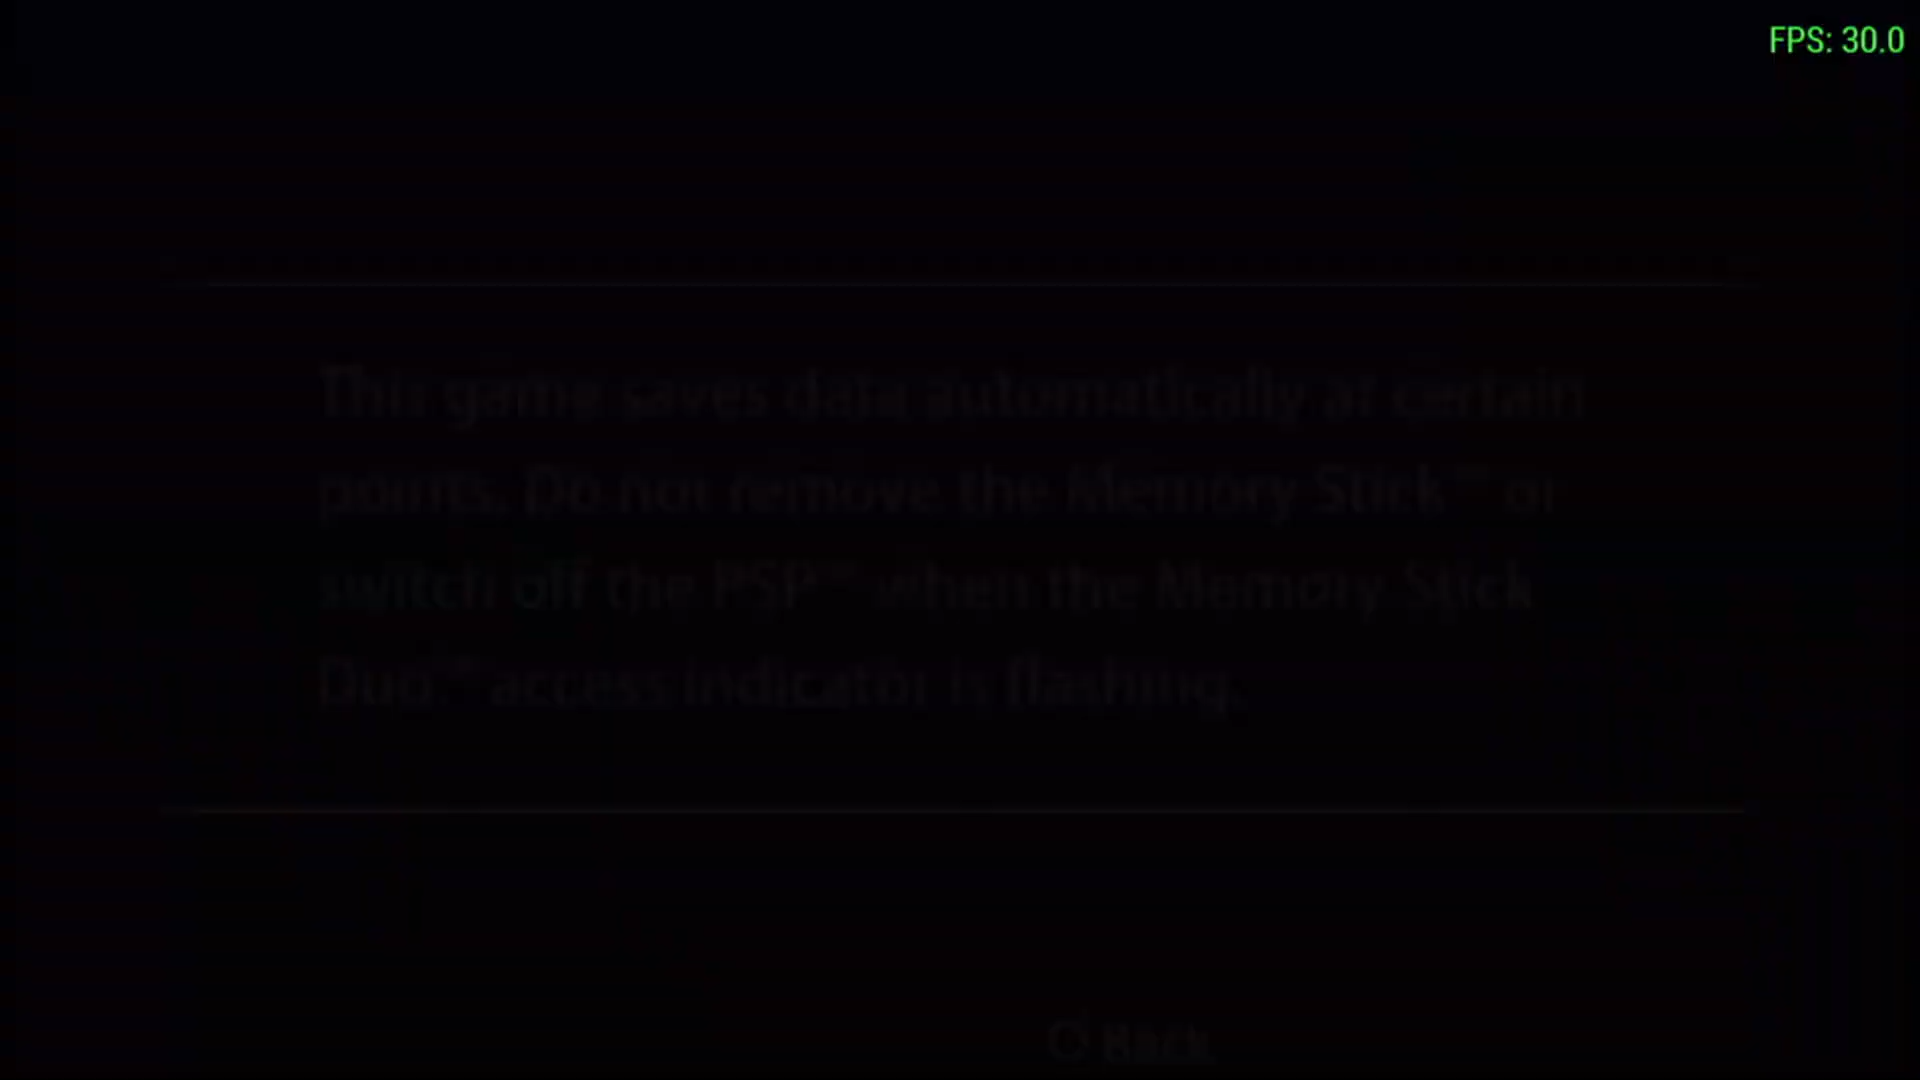 FPS: 30.0
This game saves data automatically at certain
points. Do not remove the Memory Stick™ or
switch off the PSP™ when the Memory Stick
Duo™ access indicator is flashing.
Back